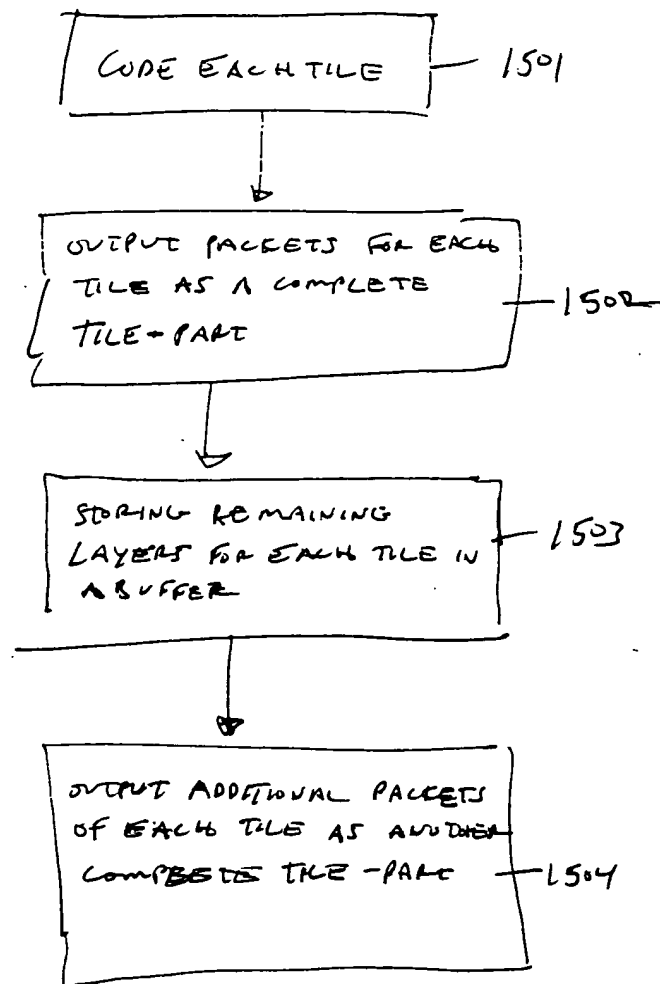 CODE EACH TILE 1501
OUTPUT PACKETS FOR EACH
TILE AS A COMPLETE
TILE-PART
1502
STORING REMAINING
LAYERS FOR EACH TILE IN
A BUFFER
1503
OUTPUT ADDITIONAL PACKETS
OF EACH TILE AS ANOTHER
COMPLETE TILE-PART
1504